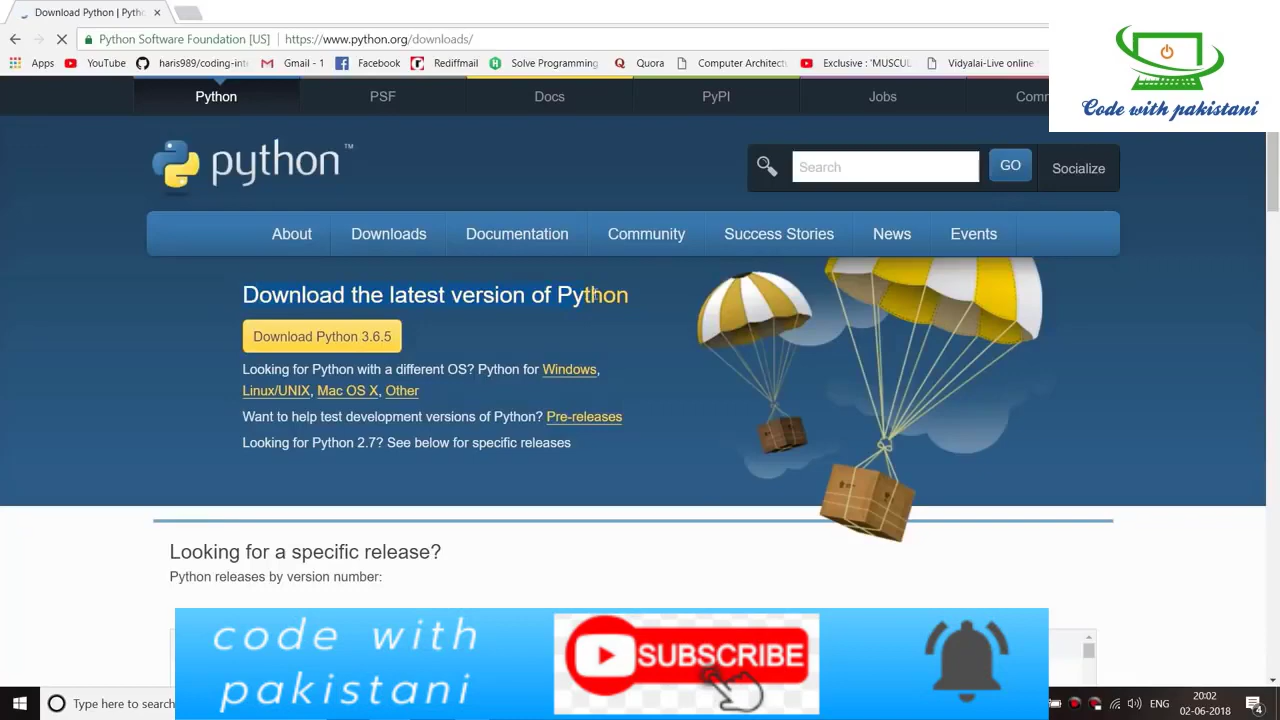 Download Python | Pyth
Python Software Foundation [US] https://www.python.org/downloads/
Apps YouTube haris989/coding-inte Gmail - 1 Facebook Rediffmail Solve Programming Quora Computer Architect Exclusive : 'MUSCUL Vidyalai-Live online
Code with pakistani
Python PSF Docs PyPI Jobs Comm
python™
Search GO Socialize
About Downloads Documentation Community Success Stories News Events
Download the latest version of Python
Download Python 3.6.5
Looking for Python with a different OS? Python for Windows,
Linux/UNIX, Mac OS X, Other
Want to help test development versions of Python? Pre-releases
Looking for Python 2.7? See below for specific releases
Looking for a specific release?
Python releases by version number:
code with
pakistani
SUBSCRIBE
Type here to search
ENG
20:02
02-06-2018
4